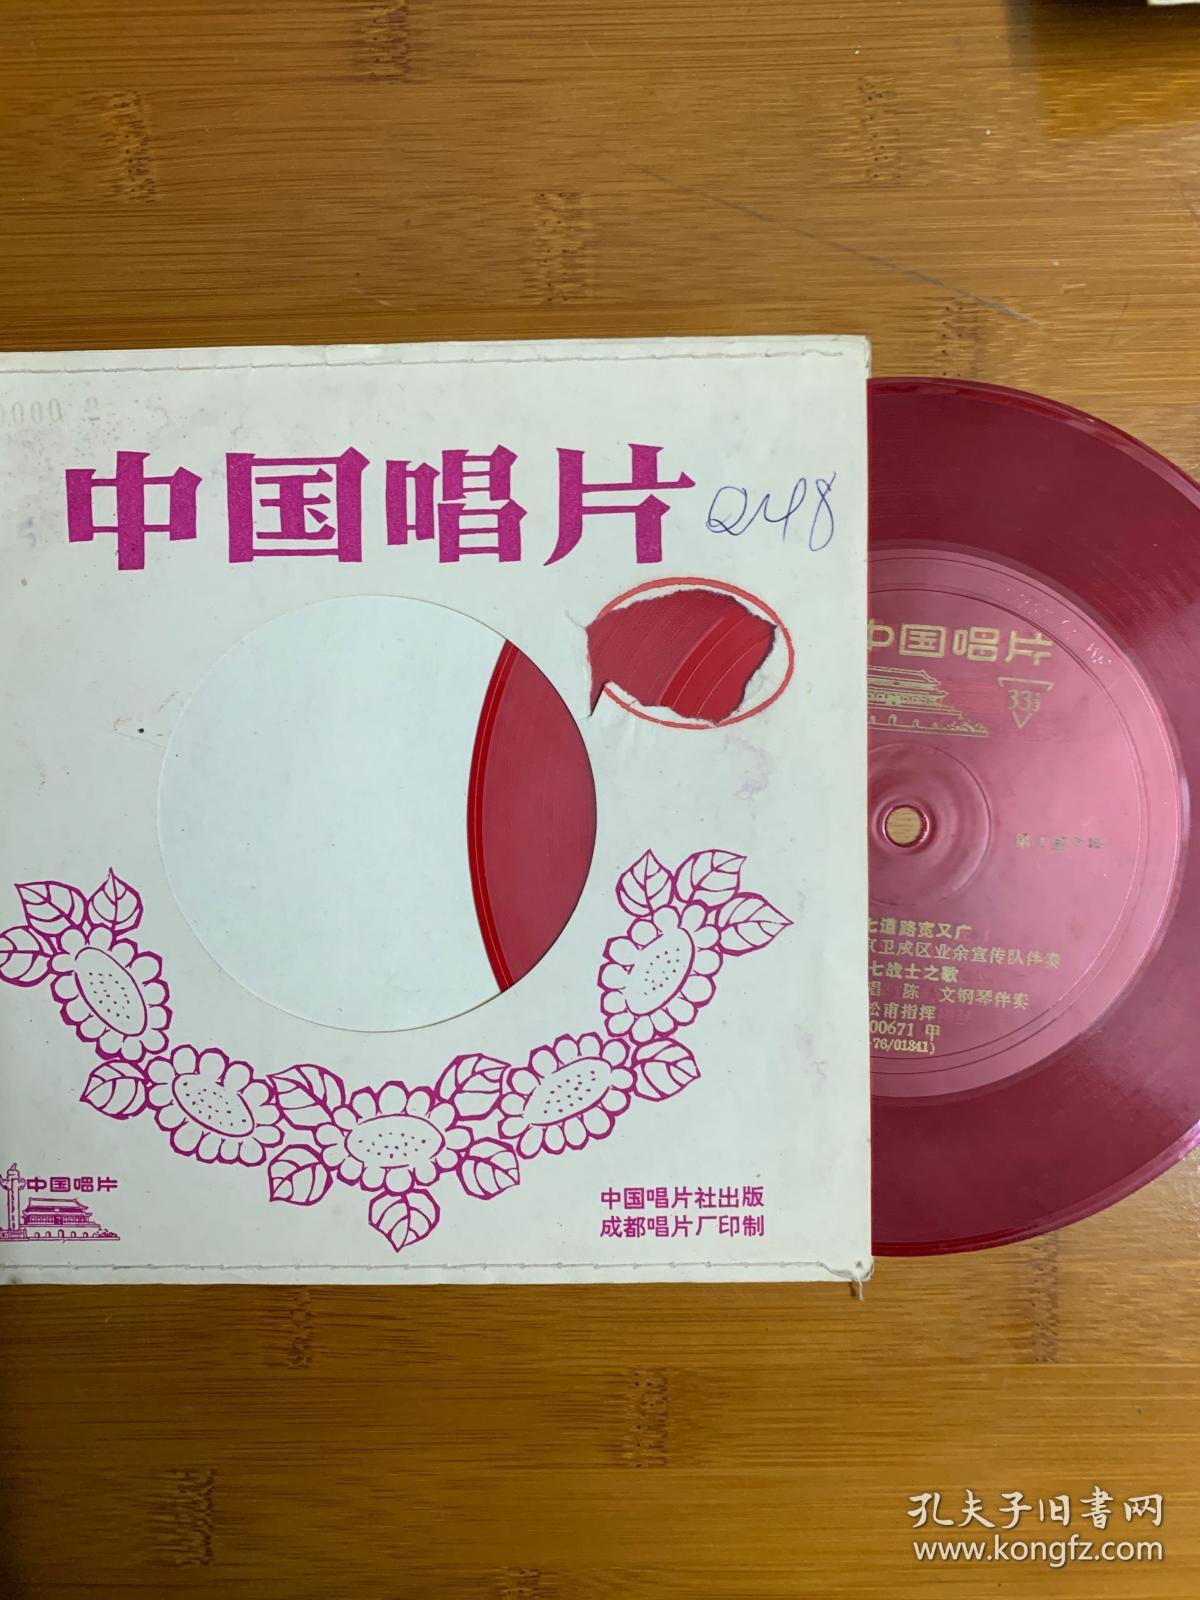 中国唱片
Q48
中国唱片
中国唱片社出版
成都唱片厂印制
中国唱片
33⅓
七道路宽又广
京卫戍区业余宣传队伴奏
七战士之歌
唱 陈 文钢琴伴奏
松甫指挥
00671 甲
-76/01841)
孔夫子旧书网
www.kongfz.com